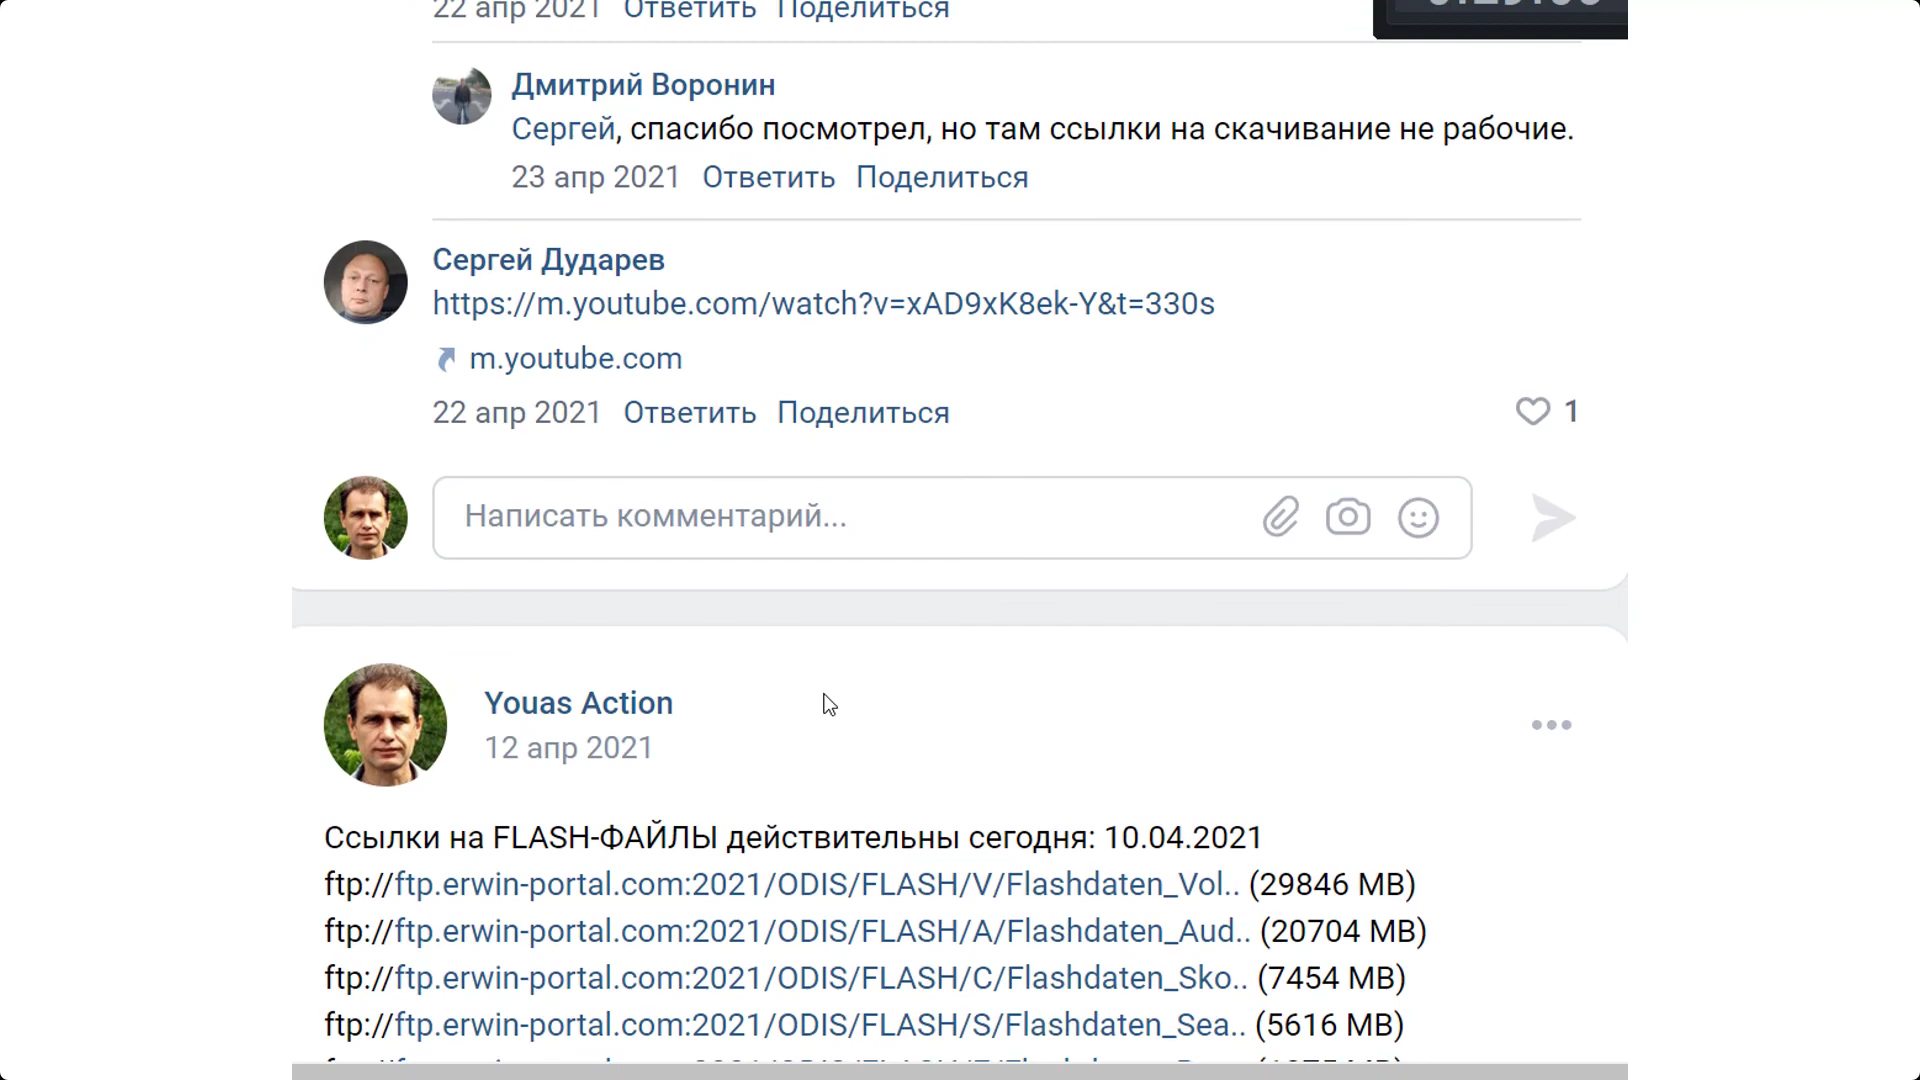 22 апр 2021 Ответить Поделиться
Дмитрий Воронин
Сергей, спасибо посмотрел, но там ссылки на скачивание не рабочие.
23 апр 2021 Ответить Поделиться
Сергей Дударев
https://m.youtube.com/watch?v=xAD9xK8ek-Y&t=330s
m.youtube.com
22 апр 2021 Ответить Поделиться
1
Написать комментарий...
Youas Action
12 апр 2021
Ссылки на FLASH-ФАЙЛЫ действительны сегодня: 10.04.2021
ftp://ftp.erwin-portal.com:2021/ODIS/FLASH/V/Flashdaten_Vol.. (29846 MB)
ftp://ftp.erwin-portal.com:2021/ODIS/FLASH/A/Flashdaten_Aud.. (20704 MB)
ftp://ftp.erwin-portal.com:2021/ODIS/FLASH/C/Flashdaten_Sko.. (7454 MB)
ftp://ftp.erwin-portal.com:2021/ODIS/FLASH/S/Flashdaten_Sea.. (5616 MB)